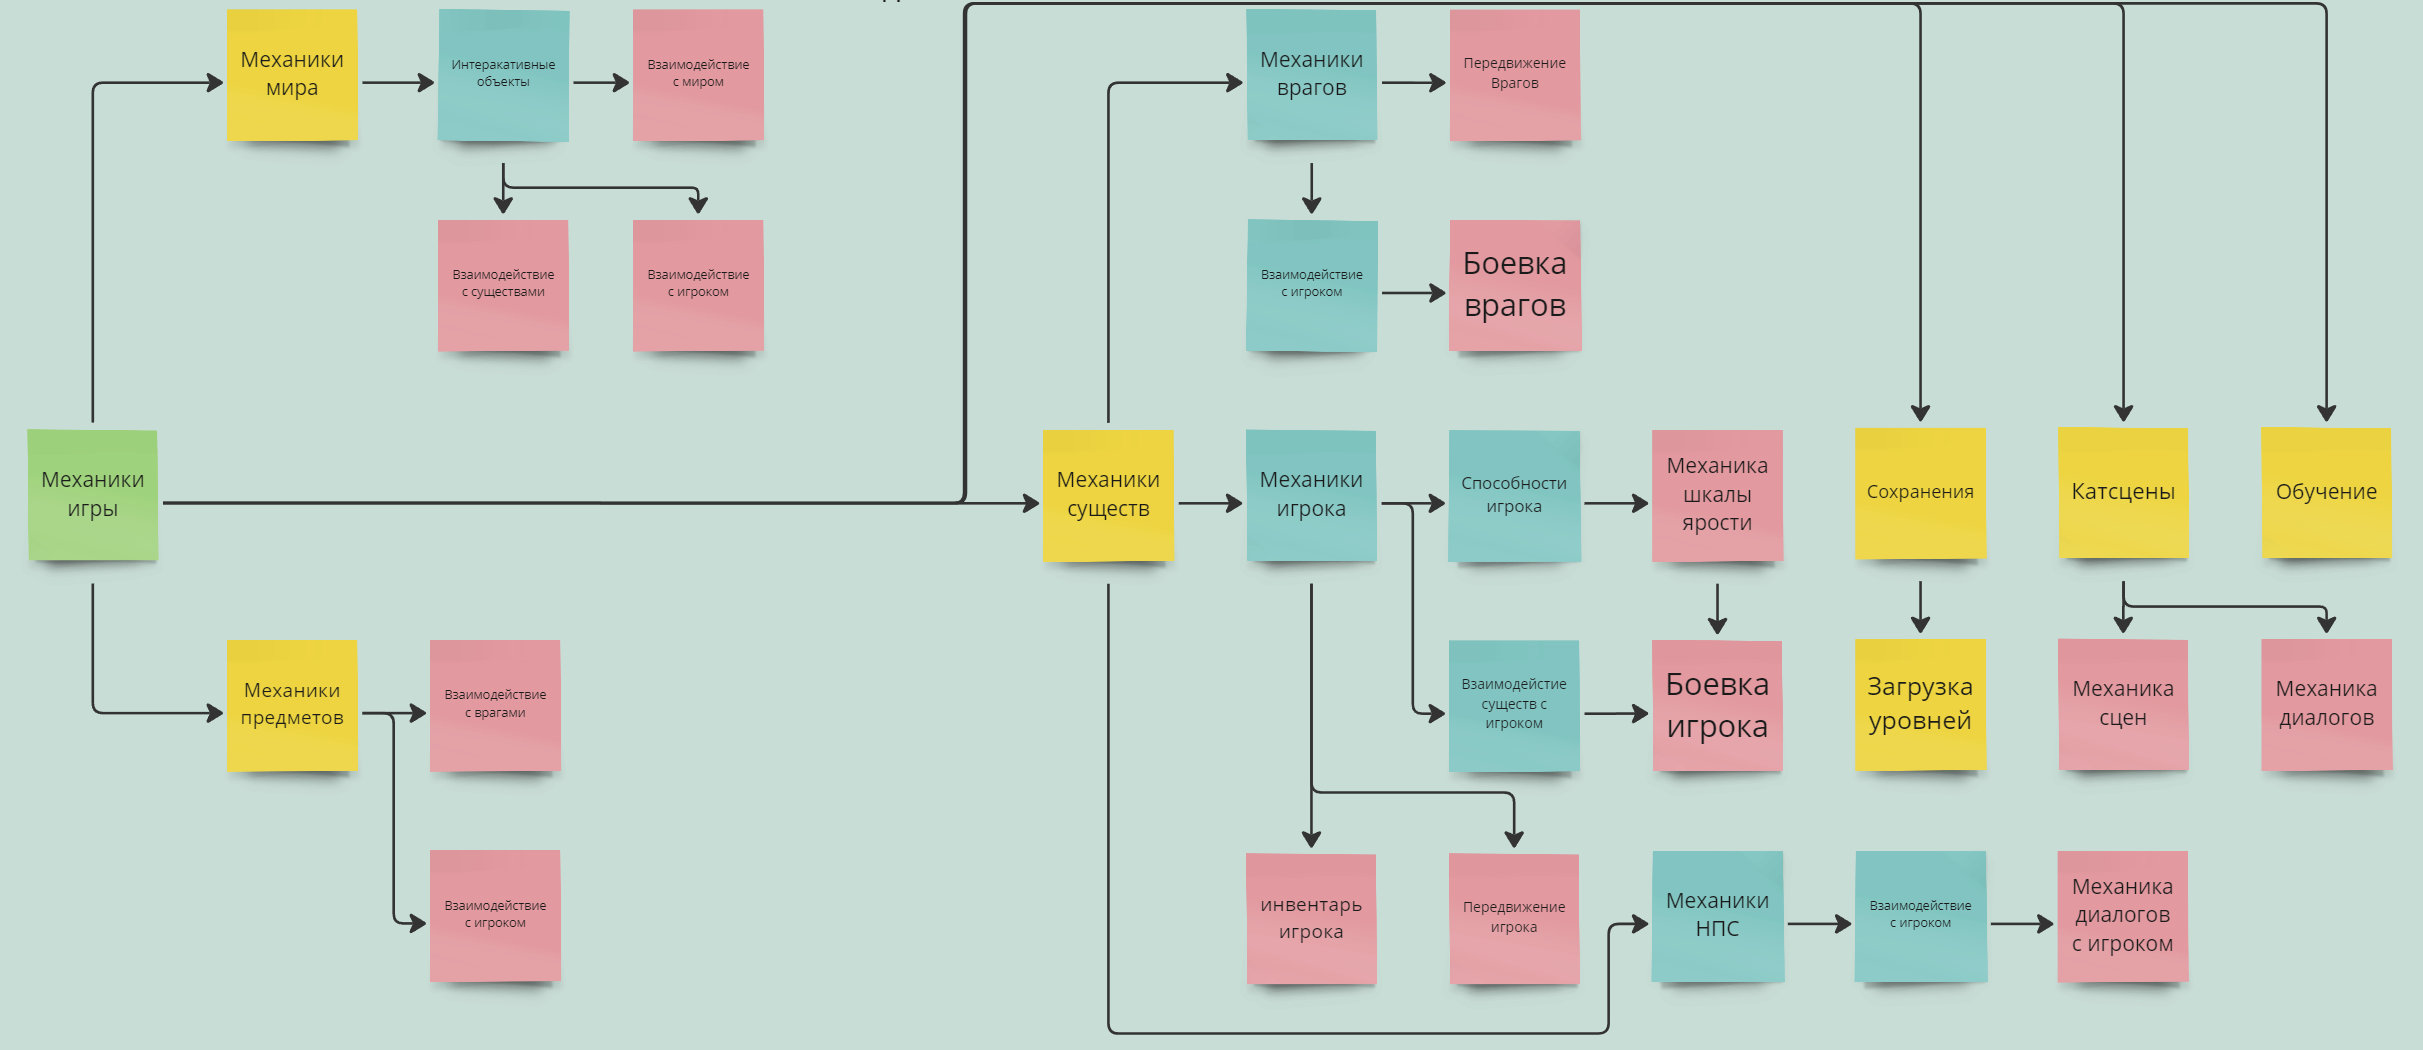 Механики
мира
Интеракативные
объекты
Взаимодействие
с миром
Механики
врагов
Передвижение
Врагов
Взаимодействие
с существами
Взаимодействие
с игроком
Взаимодействие
с игроком
Боевка
врагов
Механики
игры
Механики
существ
Механики
игрока
Способности
игрока
Механика
шкалы
ярости
Сохранения
Катсцены
Обучение
Механики
предметов
Взаимодействие
с врагами
Взаимодейстие
существ с
игроком
Боевка
игрока
Загрузка
уровней
Механика
сцен
Механика
диалогов
Взаимодействие
с игроком
инвентарь
игрока
Передвижение
игрока
Механики
НПС
Взаимодействие
с игроком
Механика
диалогов
с игроком